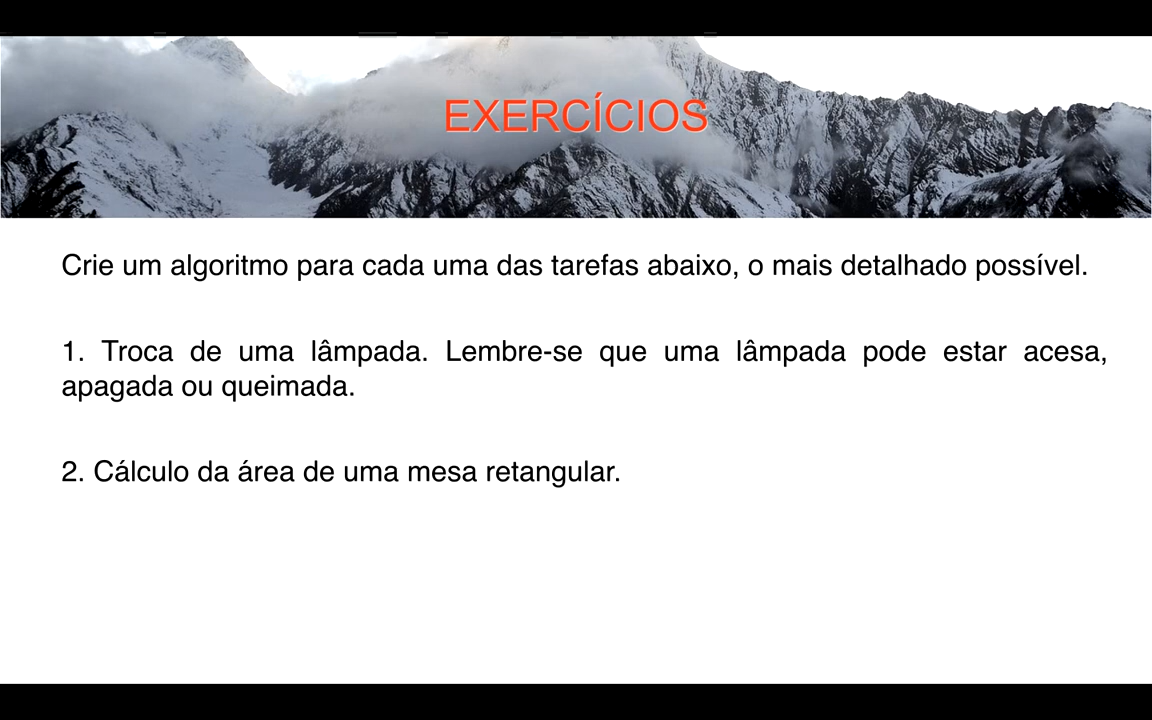 EXERCÍCIOS
Crie um algoritmo para cada uma das tarefas abaixo, o mais detalhado possível.
1. Troca de uma lâmpada. Lembre-se que uma lâmpada pode estar acesa,
apagada ou queimada.
2. Cálculo da área de uma mesa retangular.